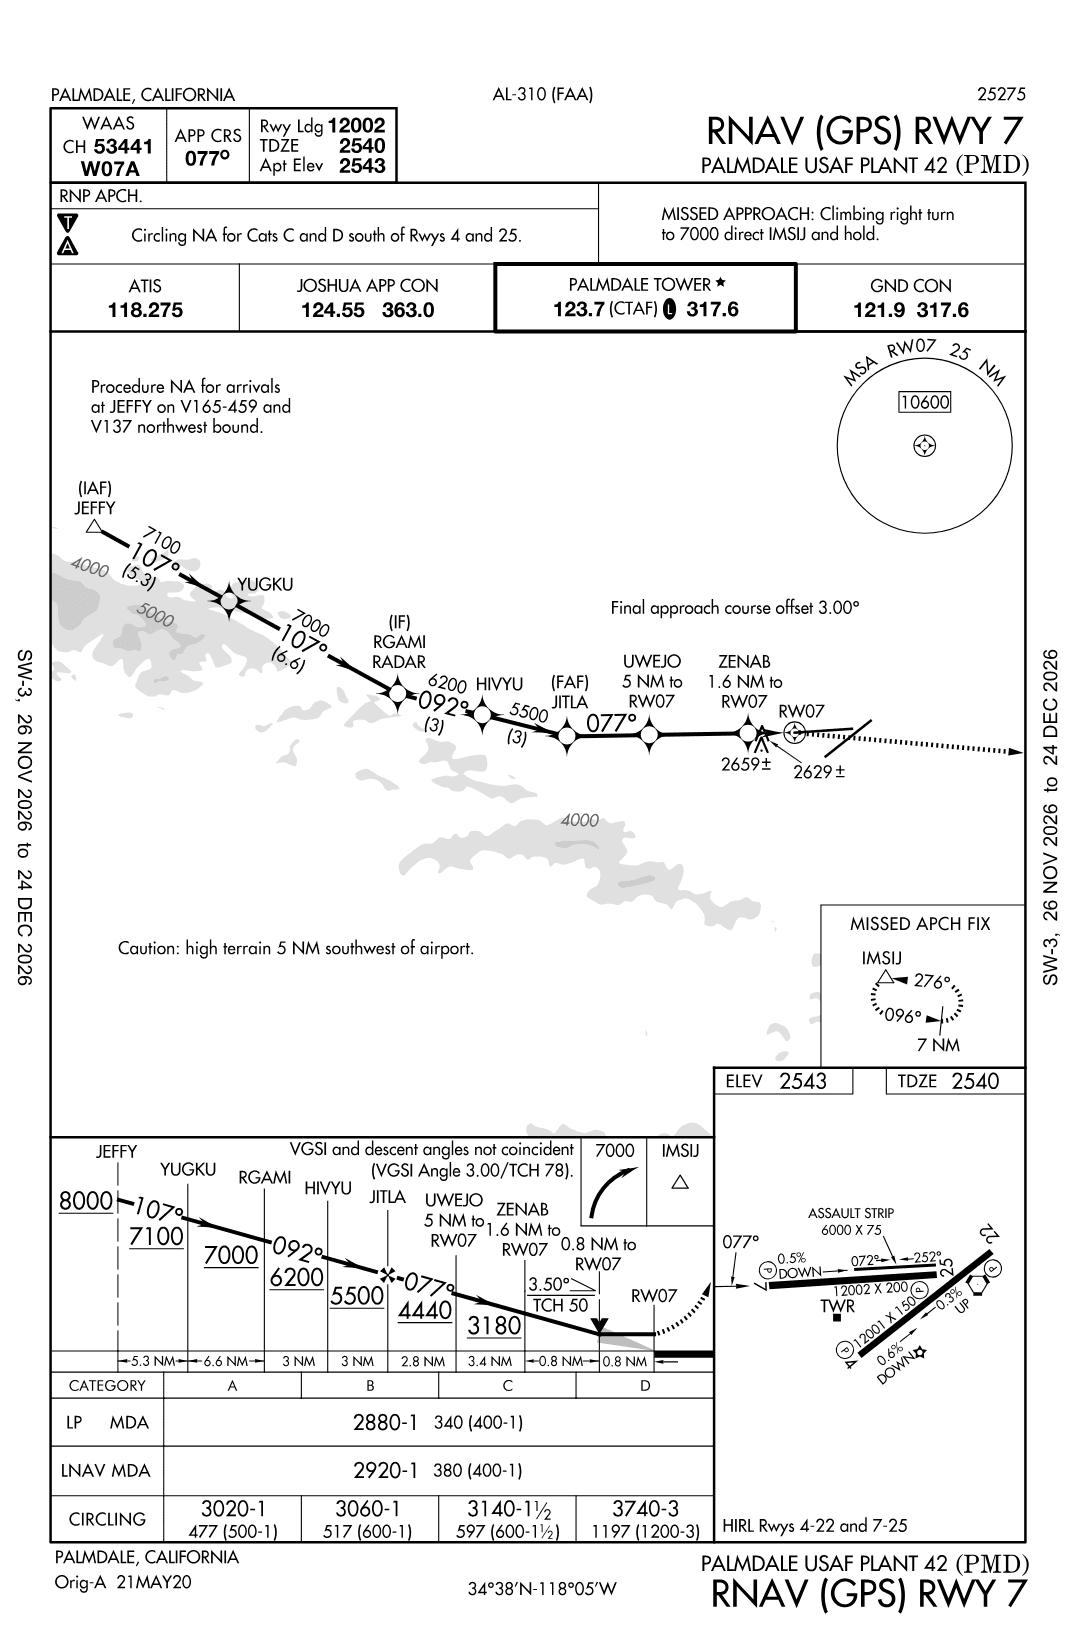 PALMDALE, CALIFORNIA
AL-310 (FAA)
25275
WAAS
CH 53441
W07A
APP CRS
077°
Rwy Ldg 12002
TDZE 2540
Apt Elev 2543
RNAV (GPS) RWY 7
PALMDALE USAF PLANT 42 (PMD)
RNP APCH.
T
A
Circling NA for Cats C and D south of Rwys 4 and 25.
MISSED APPROACH: Climbing right turn
to 7000 direct IMSIJ and hold.
ATIS
118.275
JOSHUA APP CON
124.55 363.0
PALMDALE TOWER ★
123.7 (CTAF) L 317.6
GND CON
121.9 317.6
Procedure NA for arrivals
at JEFFY on V165-459 and
V137 northwest bound.
MSA RW07 25 NM
10600
(IAF)
JEFFY
7100
107°
(5.3)
4000
5000
YUGKU
7000
107°
(6.6)
(IF)
RGAMI
RADAR
6200
092°
(3)
HIVYU
5500
(3)
(FAF)
JITLA
077°
Final approach course offset 3.00°
UWEJO
5 NM to
RW07
ZENAB
1.6 NM to
RW07
RW07
2659±
2629±
4000
Caution: high terrain 5 NM southwest of airport.
MISSED APCH FIX
IMSIJ
276°
096°
7 NM
SW-3, 26 NOV 2026 to 24 DEC 2026
SW-3, 26 NOV 2026 to 24 DEC 2026
ELEV 2543
TDZE 2540
JEFFY
YUGKU
RGAMI
HIVYU
JITLA
UWEJO
5 NM to
RW07
ZENAB
1.6 NM to
RW07
0.8 NM to
RW07
RW07
VGSI and descent angles not coincident
(VGSI Angle 3.00/TCH 78).
7000
IMSIJ
8000
107°
7100
7000
092°
6200
5500
077°
4440
3180
3.50°
TCH 50
5.3 NM
6.6 NM
3 NM
3 NM
2.8 NM
3.4 NM
0.8 NM
0.8 NM
077°
ASSAULT STRIP
6000 X 75
P
0.5%
DOWN
072°
252°
7
25
22
4
12002 X 200
12001 X 150
P
P
P
0.3%
UP
0.6%
DOWN
TWR
HIRL Rwys 4-22 and 7-25
CATEGORY A B C D
LP MDA 2880-1 340 (400-1)
LNAV MDA 2920-1 380 (400-1)
CIRCLING
3020-1
477 (500-1)
3060-1
517 (600-1)
3140-1½
597 (600-1½)
3740-3
1197 (1200-3)
PALMDALE, CALIFORNIA
Orig-A 21MAY20
34°38'N-118°05'W
PALMDALE USAF PLANT 42 (PMD)
RNAV (GPS) RWY 7